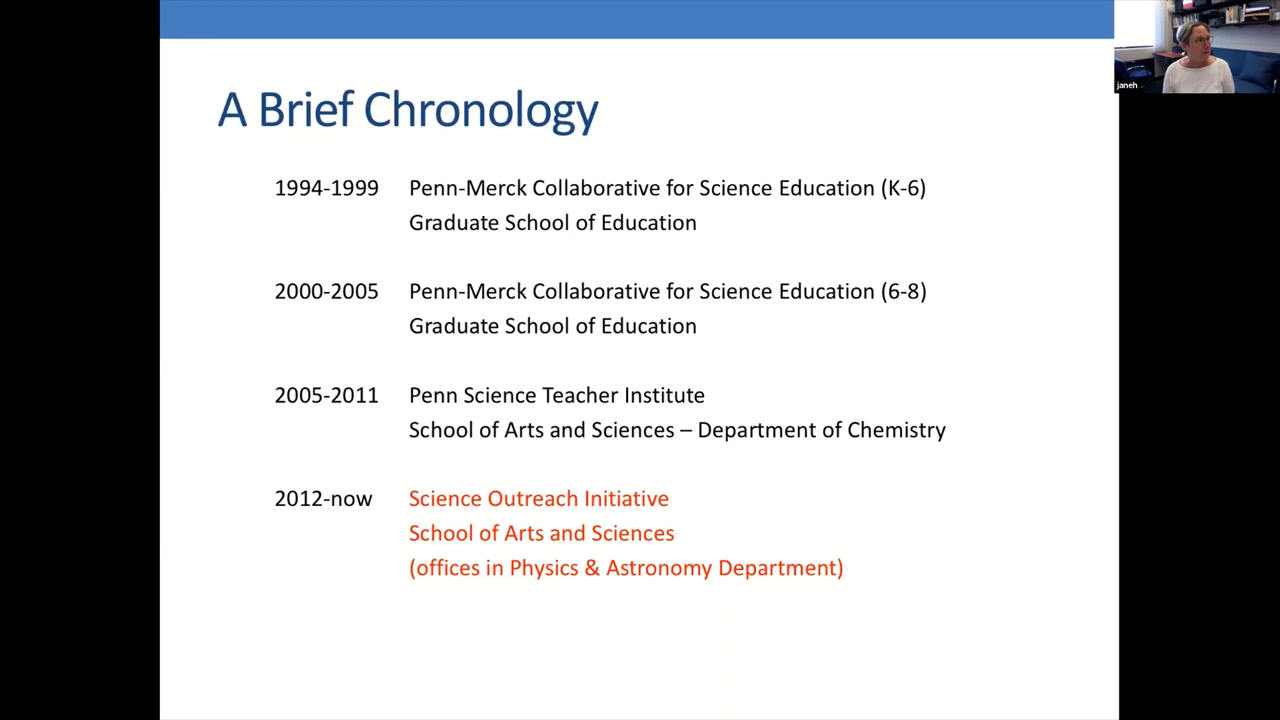 A Brief Chronology
1994-1999 Penn-Merck Collaborative for Science Education (K-6)
Graduate School of Education
2000-2005 Penn-Merck Collaborative for Science Education (6-8)
Graduate School of Education
2005-2011 Penn Science Teacher Institute
School of Arts and Sciences – Department of Chemistry
2012-now Science Outreach Initiative
School of Arts and Sciences
(offices in Physics & Astronomy Department)
janeh